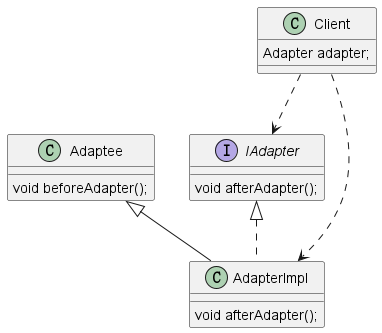 C Client
Adapter adapter;
C Adaptee
void beforeAdapter();
I IAdapter
void afterAdapter();
C AdapterImpl
void afterAdapter();